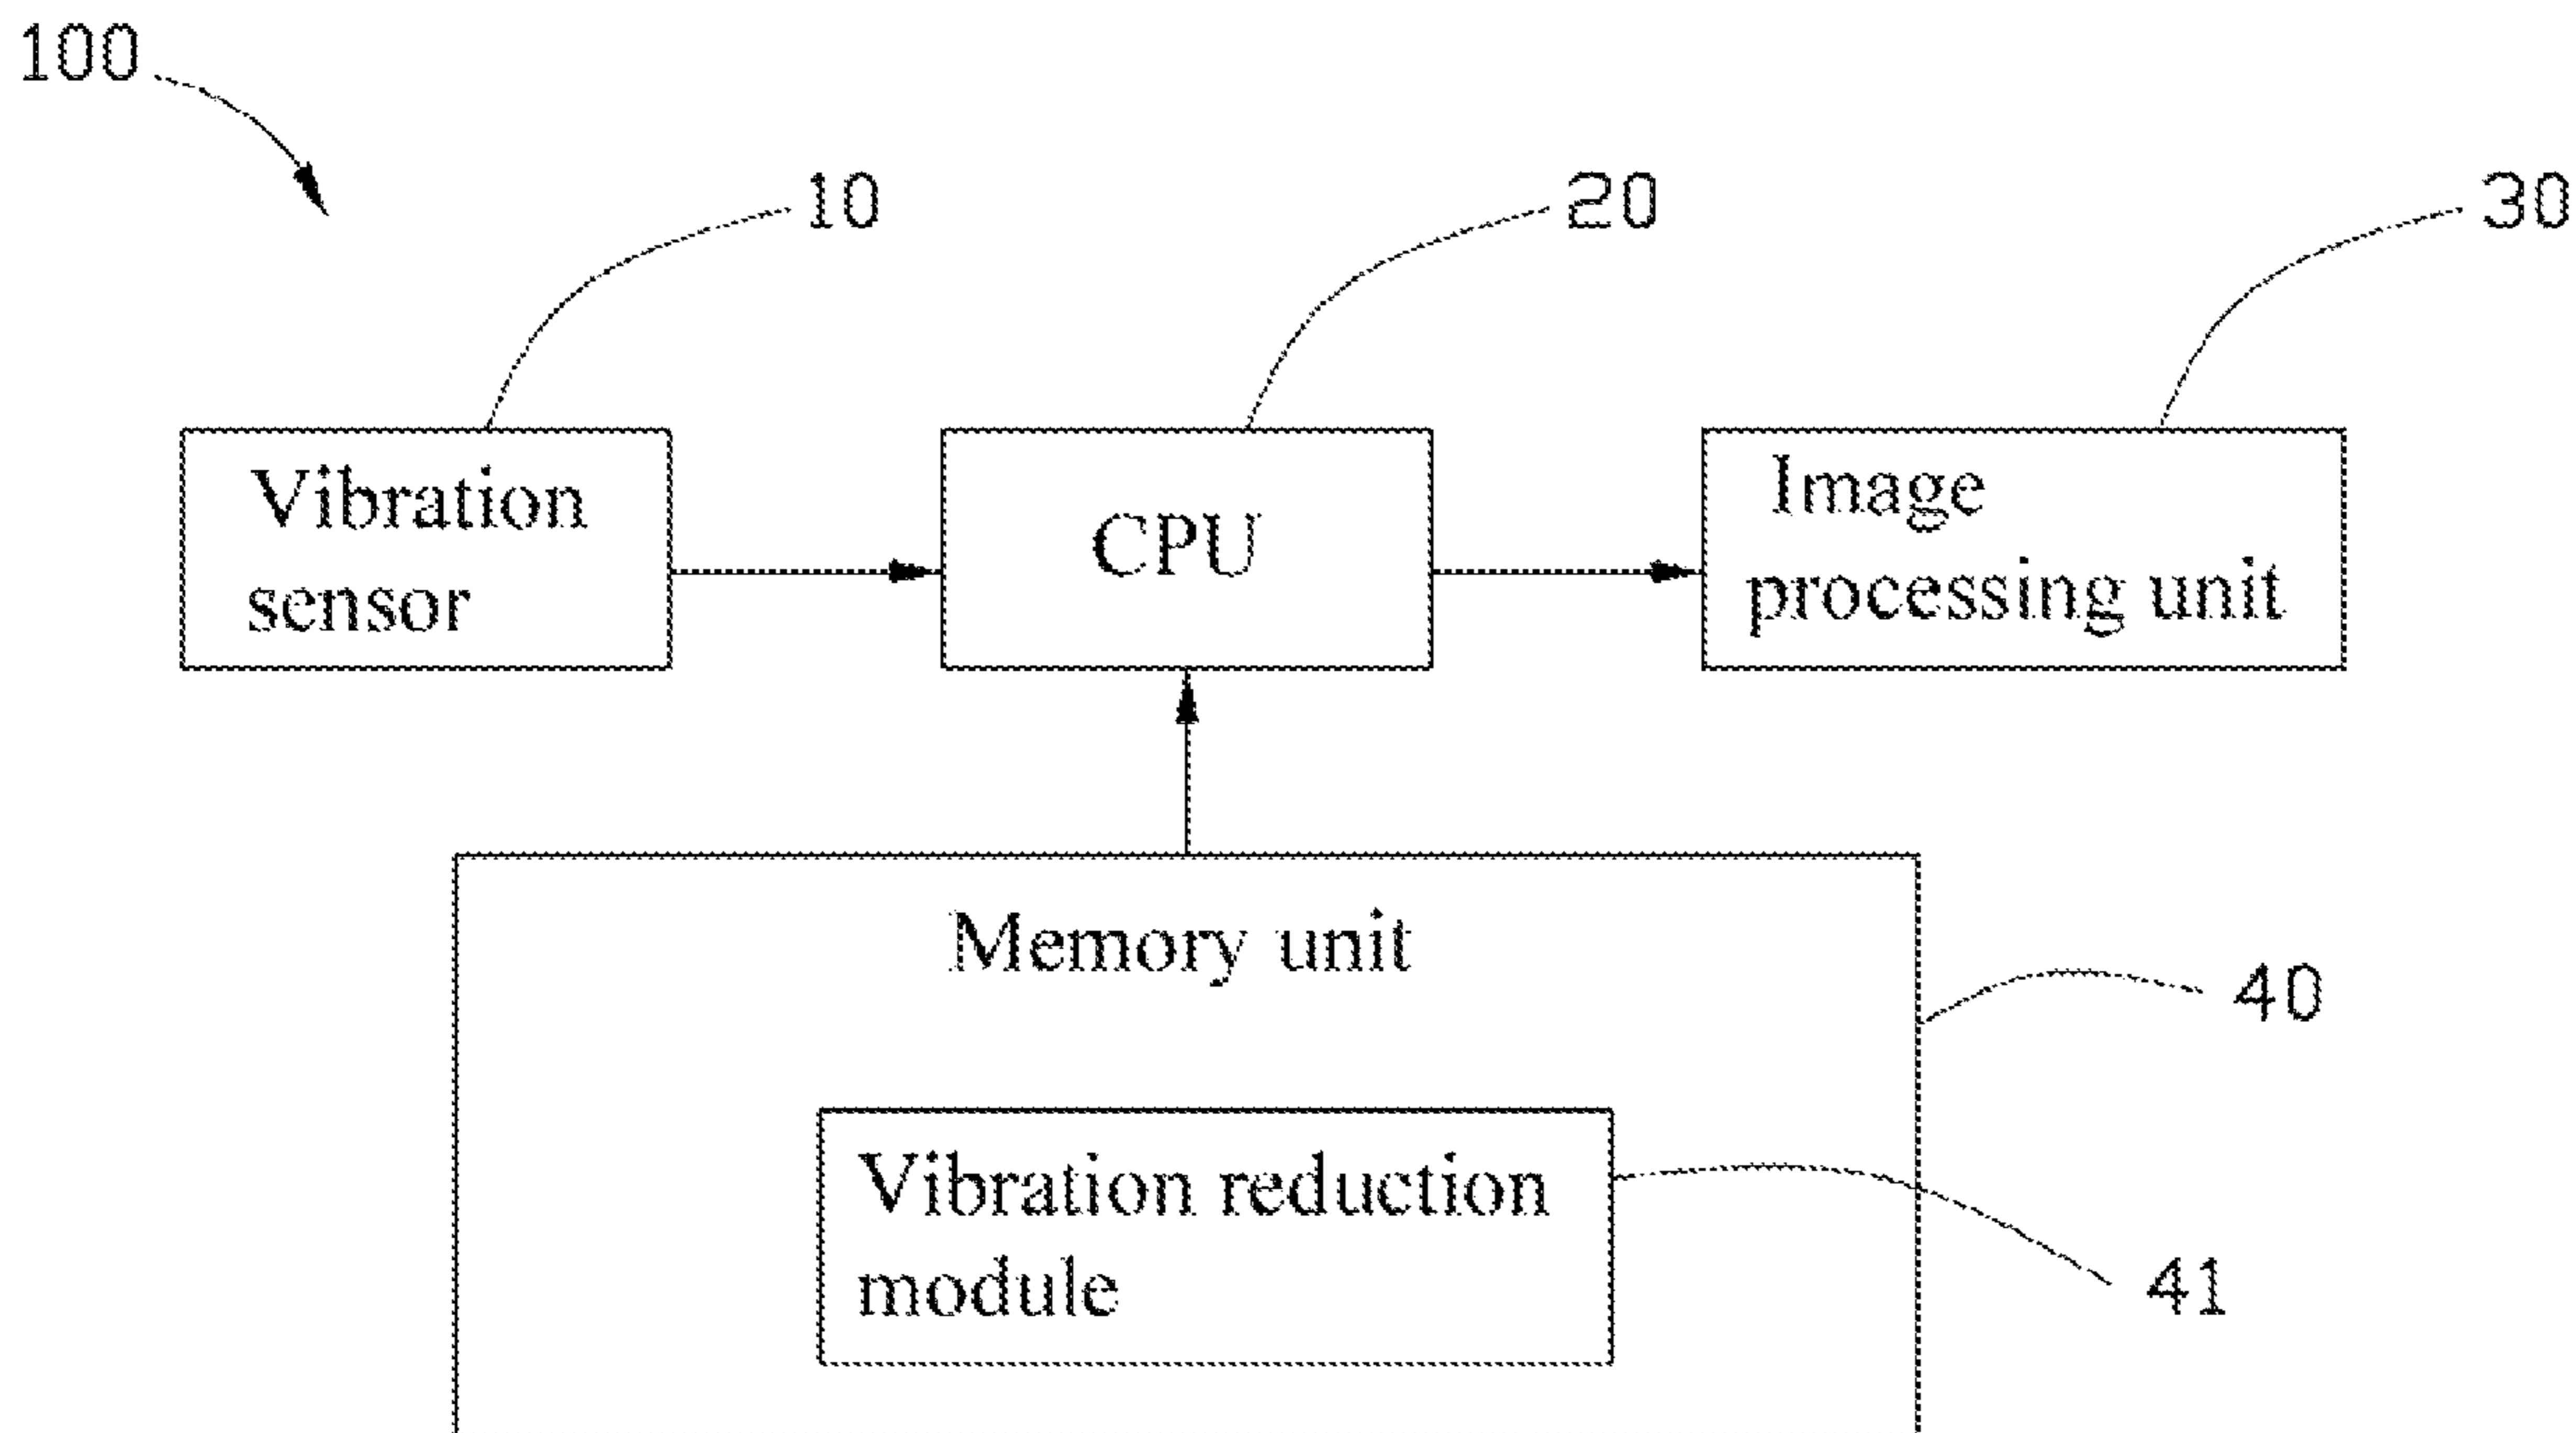 100
10
20
30
Vibration
sensor
CPU
Image
processing unit
Memory unit
40
Vibration reduction
module
41